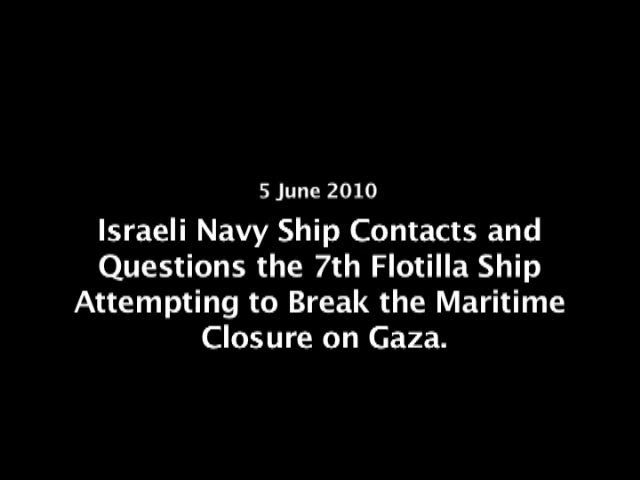 5 June 2010
Israeli Navy Ship Contacts and
Questions the 7th Flotilla Ship
Attempting to Break the Maritime
Closure on Gaza.